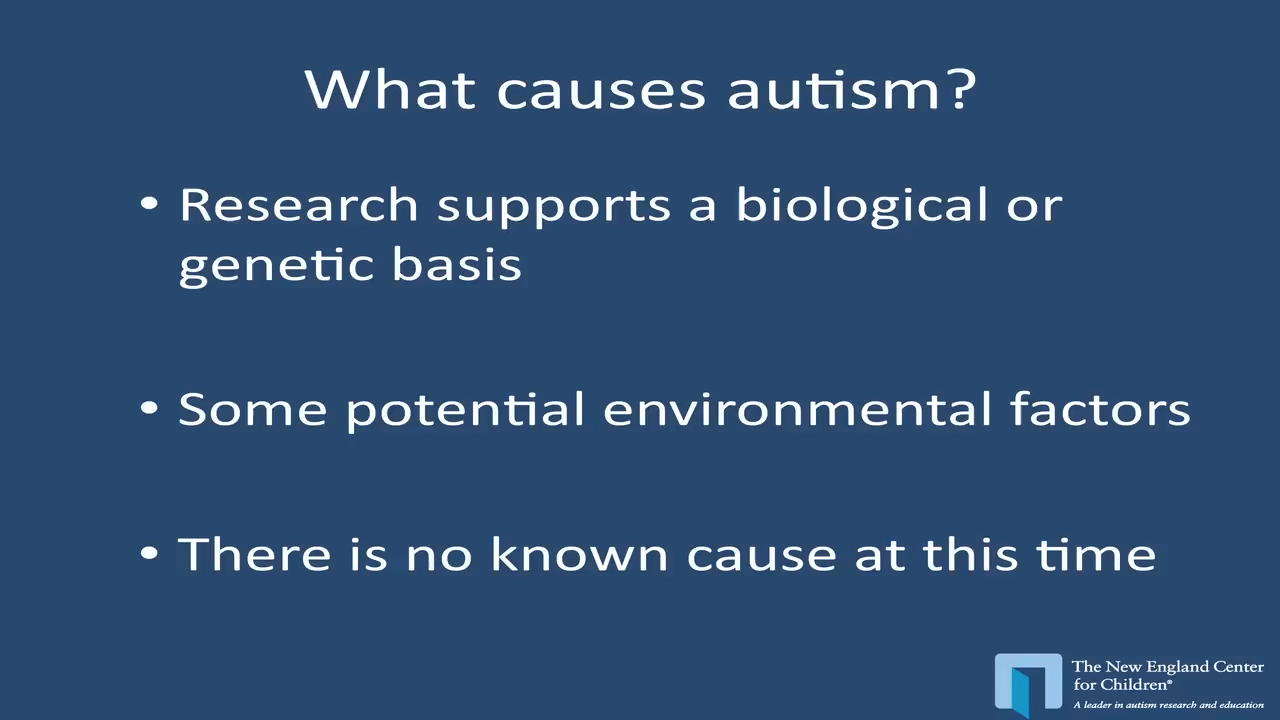 What causes autism?
• Research supports a biological or
genetic basis
• Some potential environmental factors
• There is no known cause at this time
The New England Center
for Children®
A leader in autism research and education